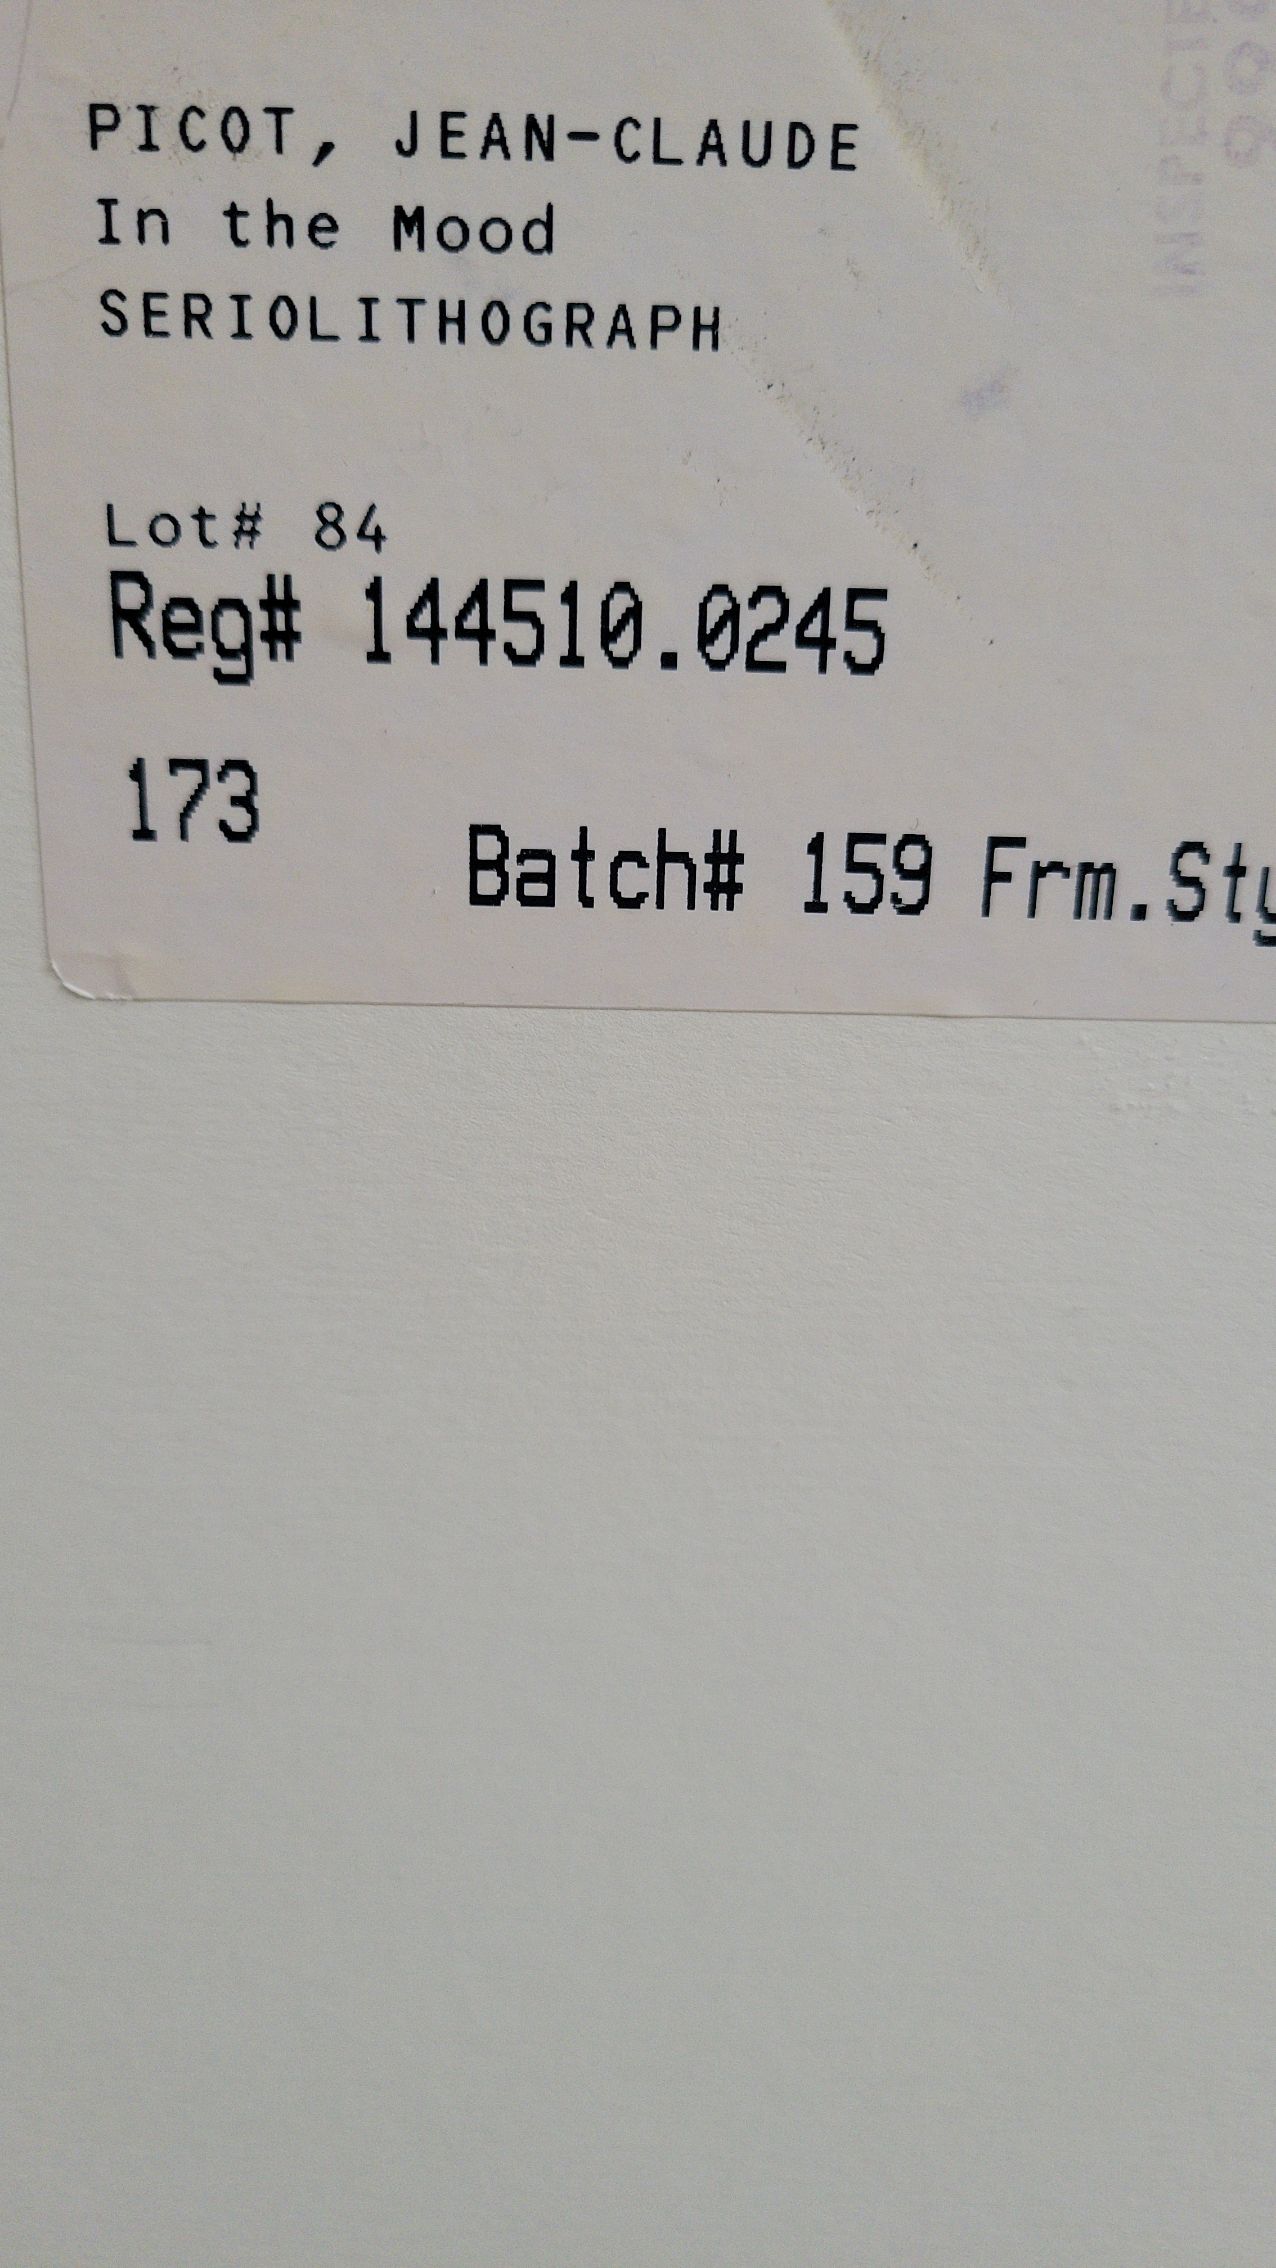 PICOT, JEAN-CLAUDE
In the Mood
SERIOLITHOGRAPH
Lot# 84
Reg# 144510.0245
173
Batch# 159 Frm.Sty